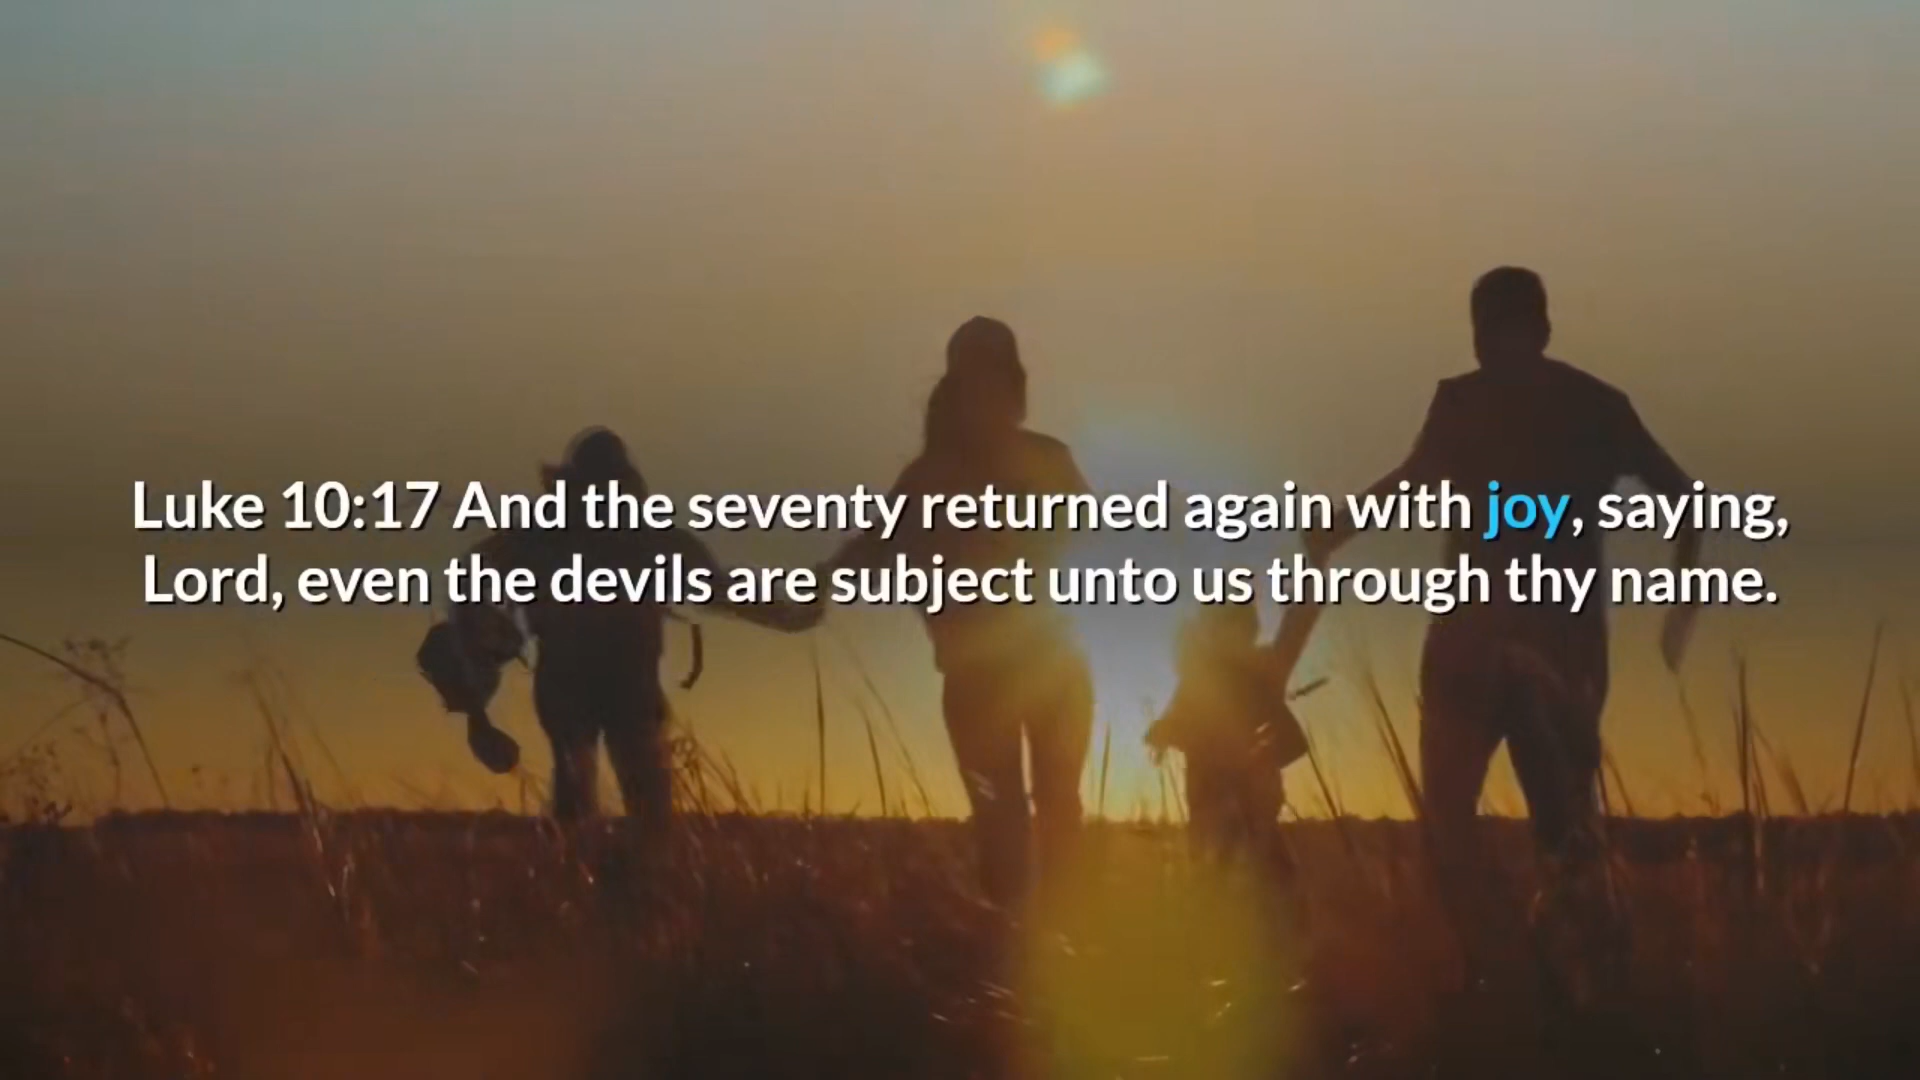 Luke 10:17 And the seventy returned again with joy, saying,
Lord, even the devils are subject unto us through thy name.